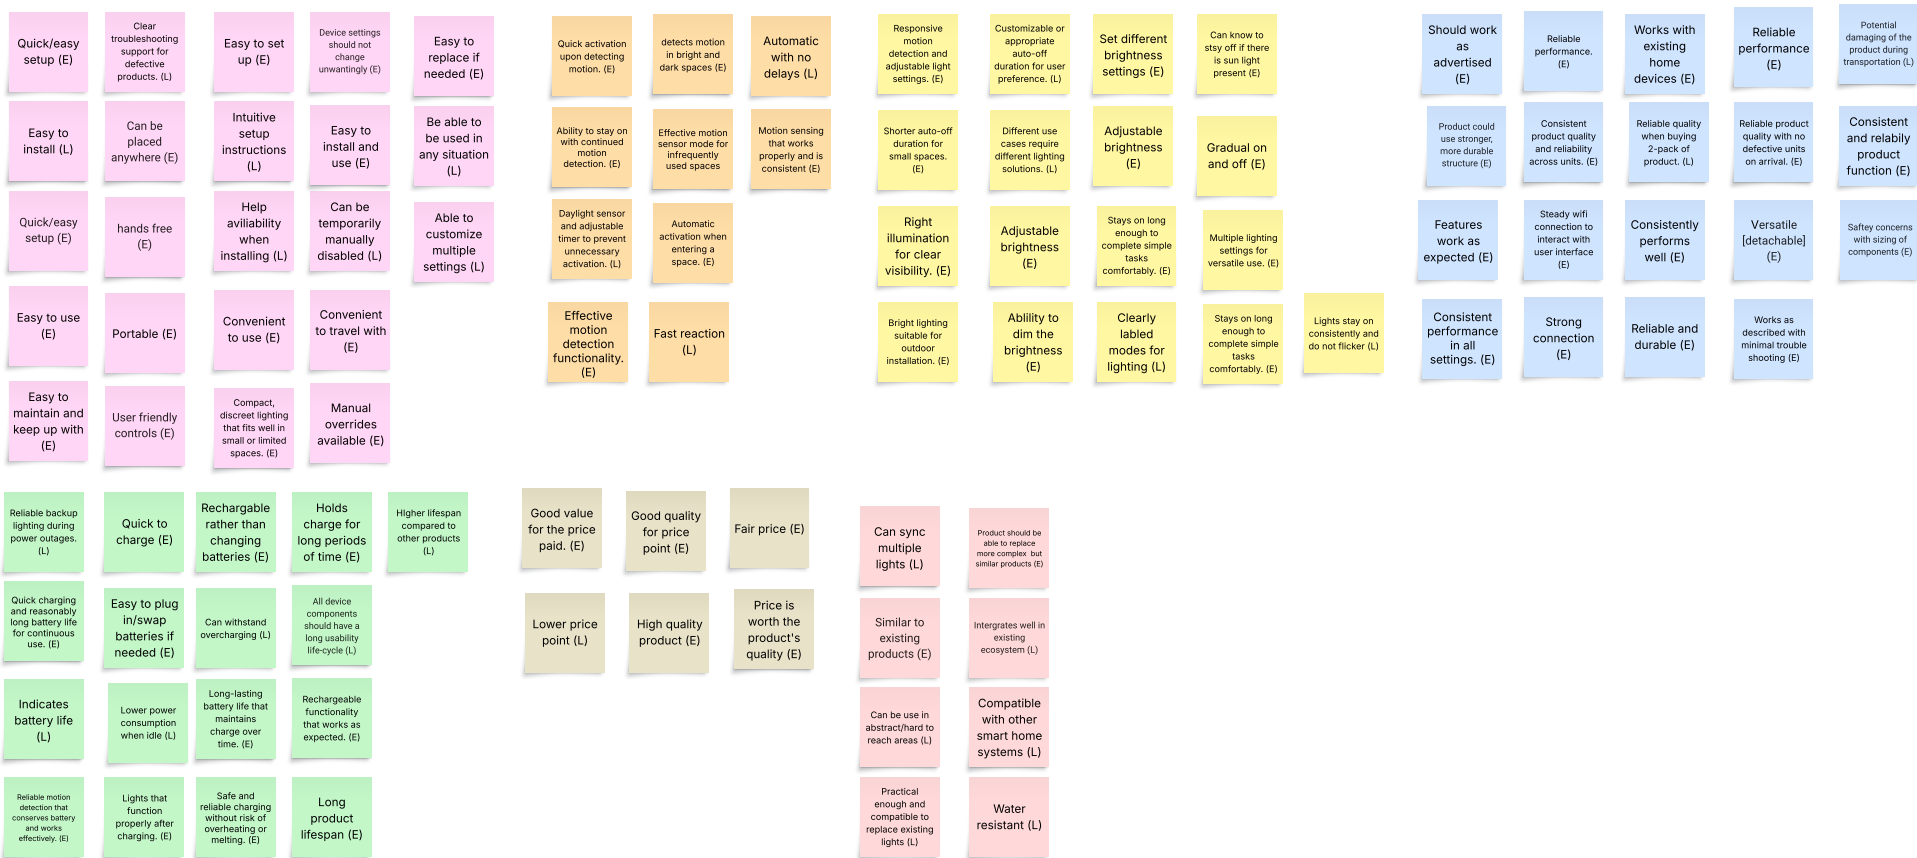 Quick/easy
setup (E)
Clear
troubleshooting
support for
defective
products. (L)
Easy to set
up (E)
Device settings
should not
change
unwantingly (E)
Easy to
replace if
needed (E)
Easy to
install (L)
Can be
placed
anywhere (E)
Intuitive
setup
instructions
(L)
Easy to
install and
use (E)
Be able to
be used in
any situation
(L)
Quick/easy
setup (E)
hands free
(E)
Help
aviliability
when
installing (L)
Can be
temporarily
manually
disabled (L)
Able to
customize
multiple
settings (L)
Easy to use
(E)
Portable (E)
Convenient
to use (E)
Convenient
to travel with
(E)
Easy to
maintain and
keep up with
(E)
User friendly
controls (E)
Compact,
discreet lighting
that fits well in
small or limited
spaces. (E)
Manual
overrides
available (E)
Quick activation
upon detecting
motion. (E)
detects motion
in bright and
dark spaces (E)
Automatic
with no
delays (L)
Ability to stay on
with continued
motion
detection. (E)
Effective motion
sensor mode for
infrequently
used spaces
Motion sensing
that works
properly and is
consistent (E)
Daylight sensor
and adjustable
timer to prevent
unnecessary
activation. (L)
Automatic
activation when
entering a
space. (E)
Effective
motion
detection
functionality.
(E)
Fast reaction
(L)
Responsive
motion
detection and
adjustable light
settings. (E)
Customizable or
appropriate
auto-off
duration for user
preference. (L)
Set different
brightness
settings (E)
Can know to
stsy off if there
is sun light
present (E)
Shorter auto-off
duration for
small spaces.
(E)
Different use
cases require
different lighting
solutions. (L)
Adjustable
brightness
(E)
Gradual on
and off (E)
Right
illumination
for clear
visibility. (E)
Adjustable
brightness
(E)
Stays on long
enough to
complete simple
tasks
comfortably. (E)
Multiple lighting
settings for
versatile use. (E)
Bright lighting
suitable for
outdoor
installation. (E)
Ablility to
dim the
brightness
(E)
Clearly
labled
modes for
lighting (L)
Stays on long
enough to
complete simple
tasks
comfortably. (E)
Lights stay on
consistently and
do not flicker (L)
Should work
as
advertised
(E)
Reliable
performance.
(E)
Works with
existing
home
devices (E)
Reliable
performance
(E)
Potential
damaging of the
product during
transportation (L)
Product could
use stronger,
more durable
structure (E)
Consistent
product quality
and reliability
across units. (E)
Reliable quality
when buying
2-pack of
product. (L)
Reliable product
quality with no
defective units
on arrival. (E)
Consistent
and relabily
product
function (E)
Features
work as
expected (E)
Steady wifi
connection to
interact with
user interface
(E)
Consistently
performs
well (E)
Versatile
[detachable]
(E)
Saftey concerns
with sizing of
components (E)
Consistent
performance
in all
settings. (E)
Strong
connection
(E)
Reliable and
durable (E)
Works as
described with
minimal trouble
shooting (E)
Reliable backup
lighting during
power outages.
(L)
Quick to
charge (E)
Rechargable
rather than
changing
batteries (E)
Holds
charge for
long periods
of time (E)
HIgher lifespan
compared to
other products
(L)
Quick charging
and reasonably
long battery life
for continuous
use. (E)
Easy to plug
in/swap
batteries if
needed (E)
Can withstand
overcharging (L)
All device
components
should have a
long usability
life-cycle (L)
Indicates
battery life
(L)
Lower power
consumption
when idle (L)
Long-lasting
battery life that
maintains
charge over
time. (E)
Rechargeable
functionality
that works as
expected. (E)
Reliable motion
detection that
conserves battery
and works
effectively. (E)
Lights that
function
properly after
charging. (E)
Safe and
reliable charging
without risk of
overheating or
melting. (E)
Long
product
lifespan (E)
Good value
for the price
paid. (E)
Good quality
for price
point (E)
Fair price (E)
Lower price
point (L)
High quality
product (E)
Price is
worth the
product's
quality (E)
Can sync
multiple
lights (L)
Product should be
able to replace
more complex but
similar products (E)
Similar to
existing
products (E)
Intergrates well in
existing
ecosystem (L)
Can be use in
abstract/hard to
reach areas (L)
Compatible
with other
smart home
systems (L)
Practical
enough and
compatible to
replace existing
lights (L)
Water
resistant (L)